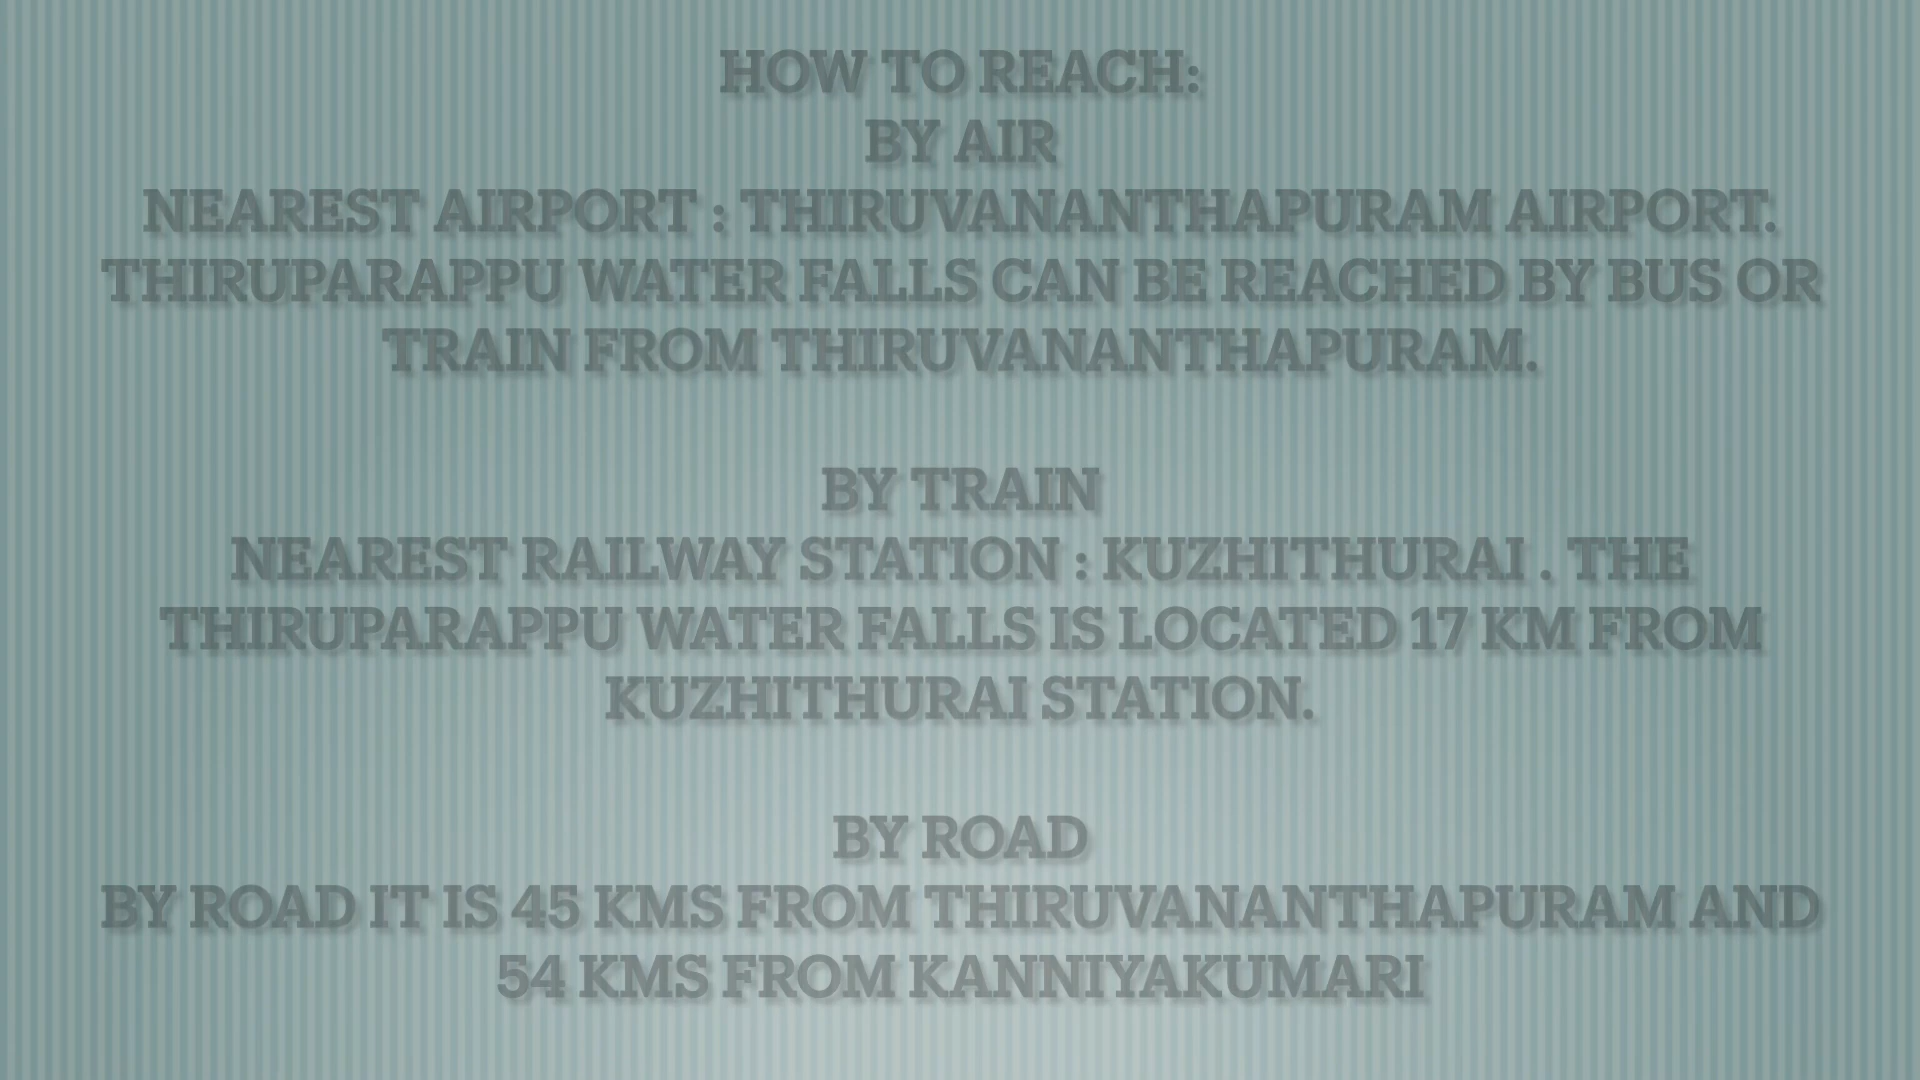 HOW TO REACH:
BY AIR
NEAREST AIRPORT : THIRUVANANTHAPURAM AIRPORT.
THIRUPARAPPU WATER FALLS CAN BE REACHED BY BUS OR
TRAIN FROM THIRUVANANTHAPURAM.
BY TRAIN
NEAREST RAILWAY STATION : KUZHITHURAI . THE
THIRUPARAPPU WATER FALLS IS LOCATED 17 KM FROM
KUZHITHURAI STATION.
BY ROAD
BY ROAD IT IS 45 KMS FROM THIRUVANANTHAPURAM AND
54 KMS FROM KANNIYAKUMARI